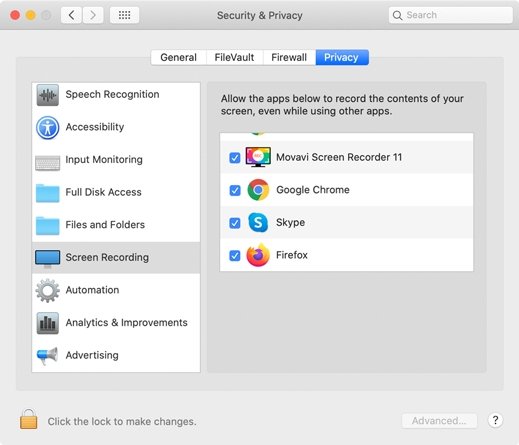 Security & Privacy
Search
General
FileVault
Firewall
Privacy
Speech Recognition
Accessibility
Input Monitoring
Full Disk Access
Files and Folders
Screen Recording
Automation
Analytics & Improvements
Advertising
Allow the apps below to record the contents of your
screen, even while using other apps.
Movavi Screen Recorder 11
Google Chrome
Skype
Firefox
Click the lock to make changes.
Advanced...
?